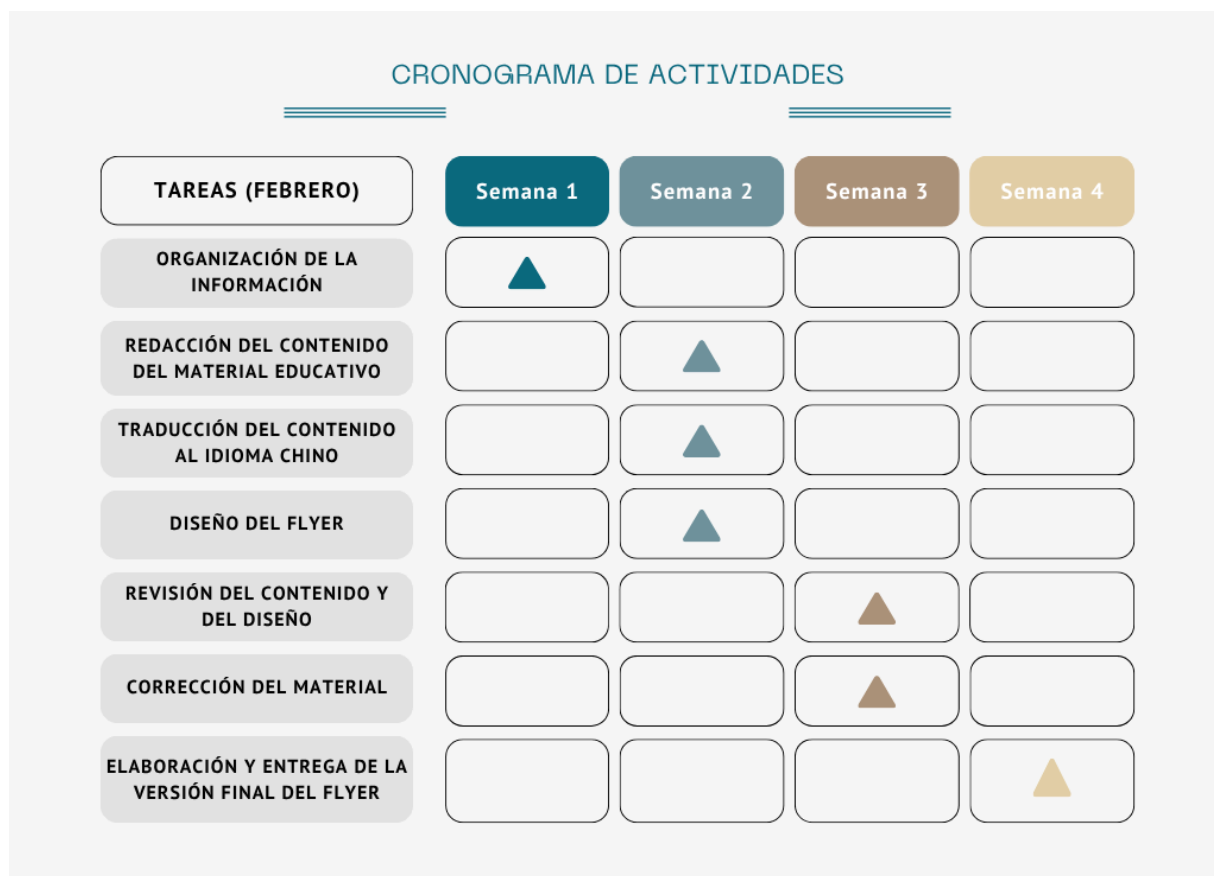 CRONOGRAMA DE ACTIVIDADES
TAREAS (FEBRERO)
Semana 1
Semana 2
Semana 3
Semana 4
ORGANIZACIÓN DE LA
INFORMACIÓN
REDACCIÓN DEL CONTENIDO
DEL MATERIAL EDUCATIVO
TRADUCCIÓN DEL CONTENIDO
AL IDIOMA CHINO
DISEÑO DEL FLYER
REVISIÓN DEL CONTENIDO Y
DEL DISEÑO
CORRECCIÓN DEL MATERIAL
ELABORACIÓN Y ENTREGA DE LA
VERSIÓN FINAL DEL FLYER